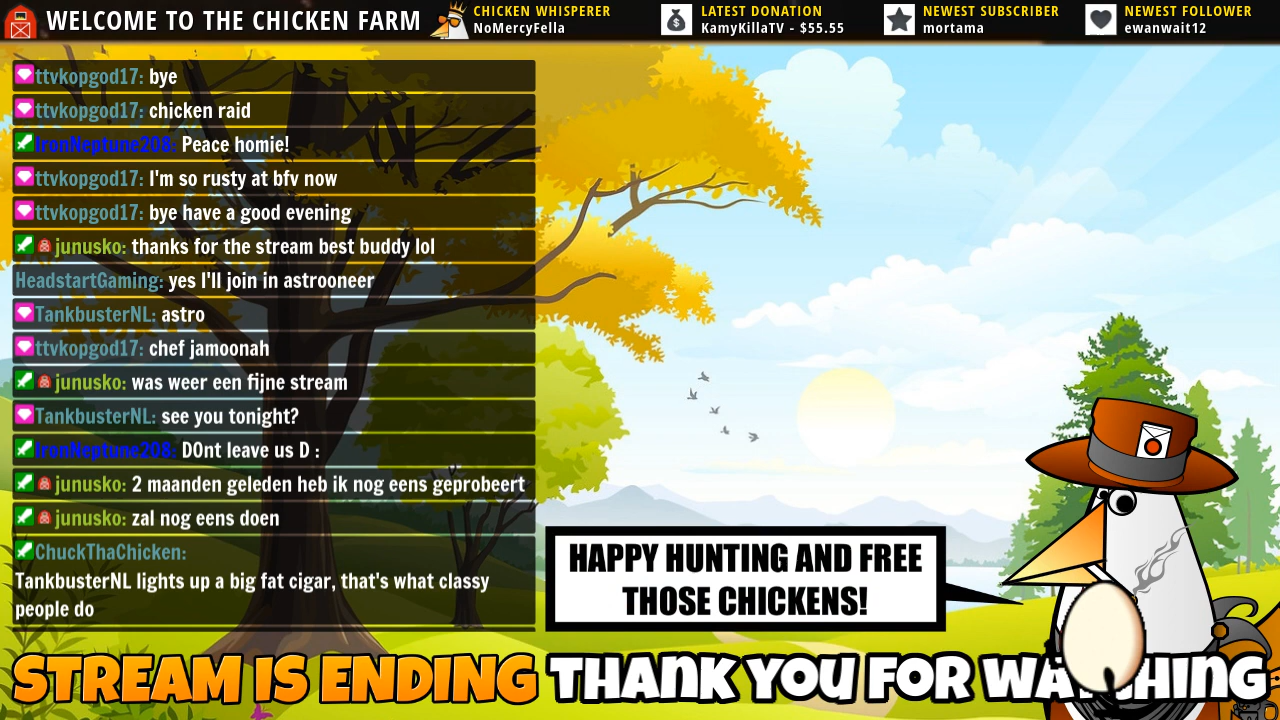 WELCOME TO THE CHICKEN FARM
CHICKEN WHISPERER
NoMercyFella
LATEST DONATION
KamyKillaTV - $55.55
NEWEST SUBSCRIBER
mortama
NEWEST FOLLOWER
ewanwait12
ttvkopgod17: bye
ttvkopgod17: chicken raid
IronNeptune208: Peace homie!
ttvkopgod17: I'm so rusty at bfv now
ttvkopgod17: bye have a good evening
junusko: thanks for the stream best buddy lol
HeadstartGaming: yes I'll join in astrooneer
TankbusterNL: astro
ttvkopgod17: chef jamoonah
junusko: was weer een fijne stream
TankbusterNL: see you tonight?
IronNeptune208: DOnt leave us D :
junusko: 2 maanden geleden heb ik nog eens geprobeert
junusko: zal nog eens doen
ChuckThaChicken:
TankbusterNL lights up a big fat cigar, that's what classy
people do
HAPPY HUNTING AND FREE
THOSE CHICKENS!
STREAM IS ENDING THANK YOU FOR WATCHING